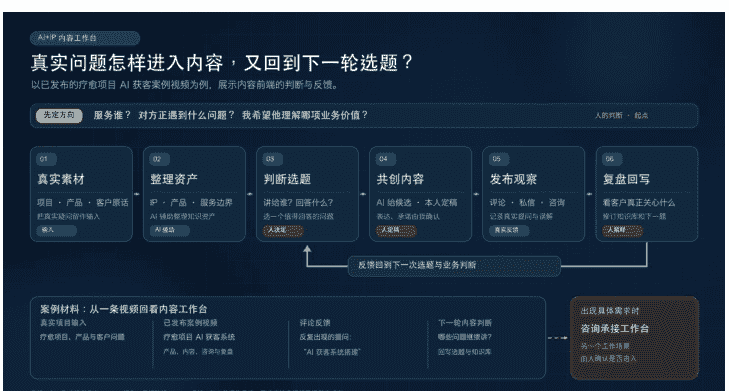 AI+IP 内容工作台
真实问题怎样进入内容，又回到下一轮选题？
以已发布的疗愈项目 AI 获客案例视频为例，展示内容前端的判断与反馈。
先定方向 服务谁？ 对方正遇到什么问题？ 我希望他理解哪项业务价值？ 人的判断 · 起点
01
真实素材
项目 · 产品 · 客户原话
把真实疑问留作输入
输入
02
整理资产
IP · 产品 · 服务边界
AI 辅助整理知识资产
AI 辅助
03
判断选题
讲给谁？回答什么？
选一个值得回答的问题
人决定
04
共创内容
AI 给候选 · 本人定稿
表达、承诺由我确认
人定稿
05
发布观察
评论 · 私信 · 咨询
记录真实疑问与误解
真实反馈
06
复盘回写
看客户真正关心什么
修订知识库和下一题
人解释
反馈回到下一次选题与业务判断
案例材料：从一条视频回看内容工作台
真实项目输入
疗愈项目、产品与客户问题
已发布案例视频
疗愈项目 AI 获客系统
产品、内容、咨询与复盘
评论反馈
反复出现的提问：
“AI 获客系统搭建”
下一轮内容判断
哪些问题继续讲？
回写选题与知识库
出现具体需求时
咨询承接工作台
另一个工作场景
由人确认是否进入